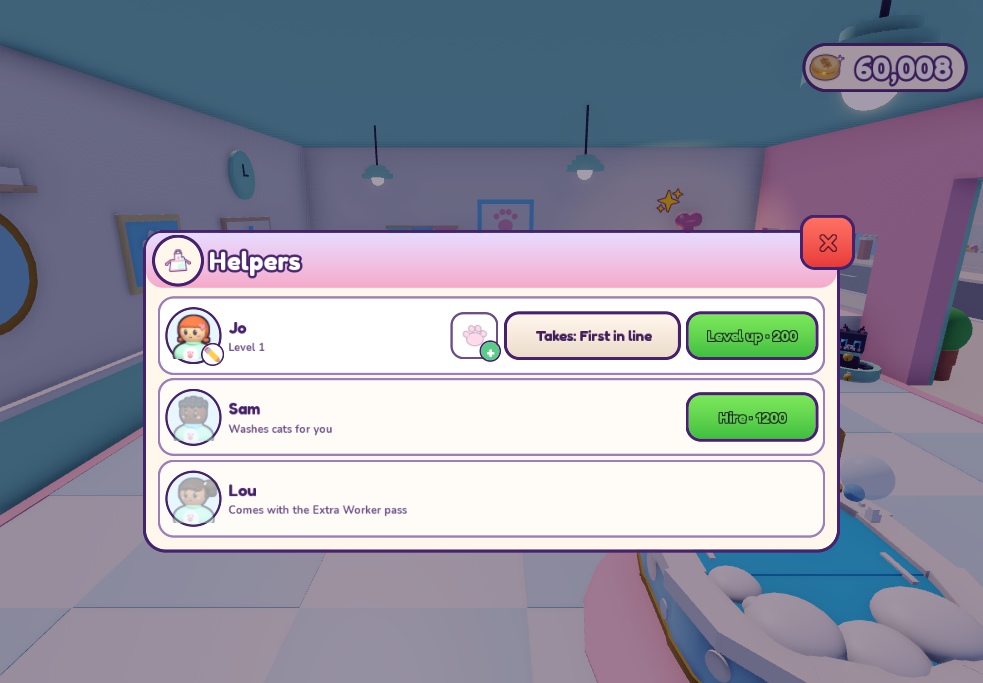 60,008
Helpers
Jo
Level 1
Takes: First in line
Level up · 200
Sam
Washes cats for you
Hire · 1200
Lou
Comes with the Extra Worker pass